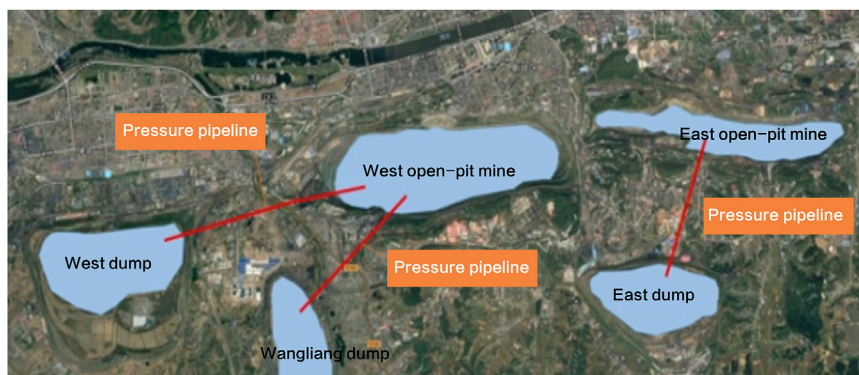 Pressure pipeline
East open-pit mine
West open-pit mine
Pressure pipeline
West dump
Pressure pipeline
East dump
Wangliang dump